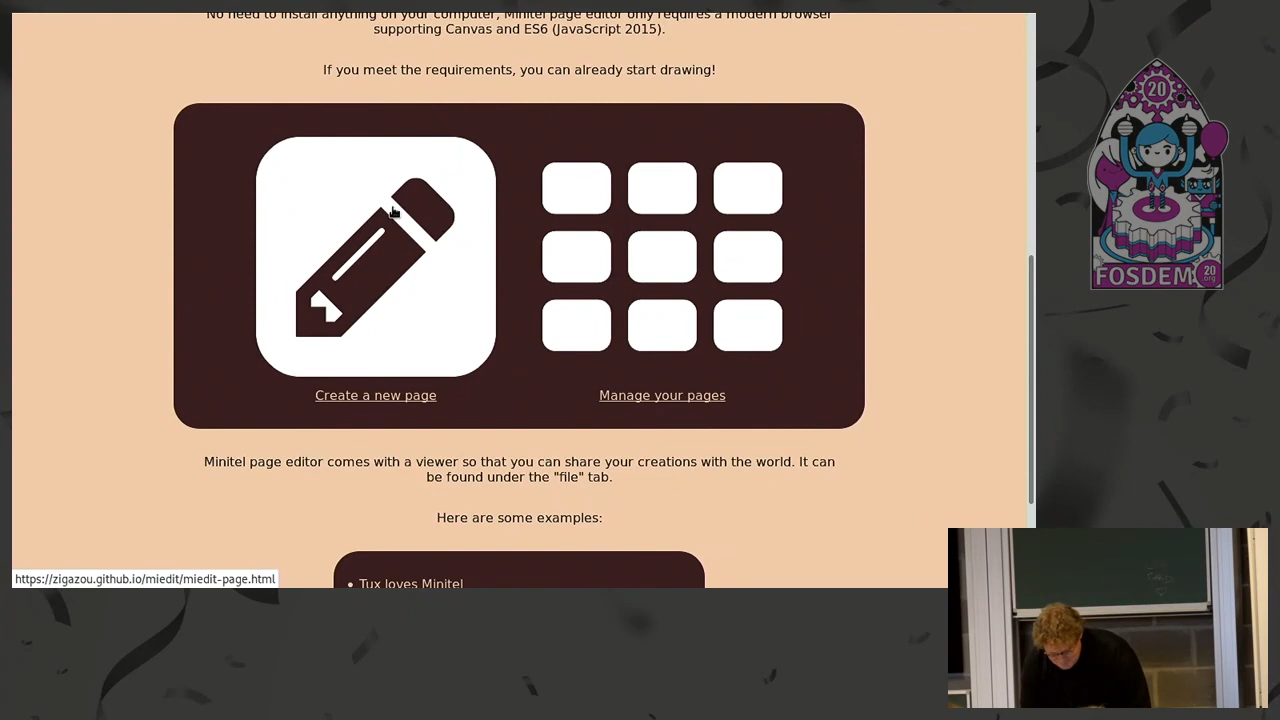 No need to install anything on your computer, Minitel page editor only requires a modern browser
supporting Canvas and ES6 (JavaScript 2015).
If you meet the requirements, you can already start drawing!
Create a new page
Manage your pages
Minitel page editor comes with a viewer so that you can share your creations with the world. It can
be found under the "file" tab.
Here are some examples:
• Tux loves Minitel
https://zigazou.github.io/miedit/miedit-page.html
20
FOSDEM
20
org